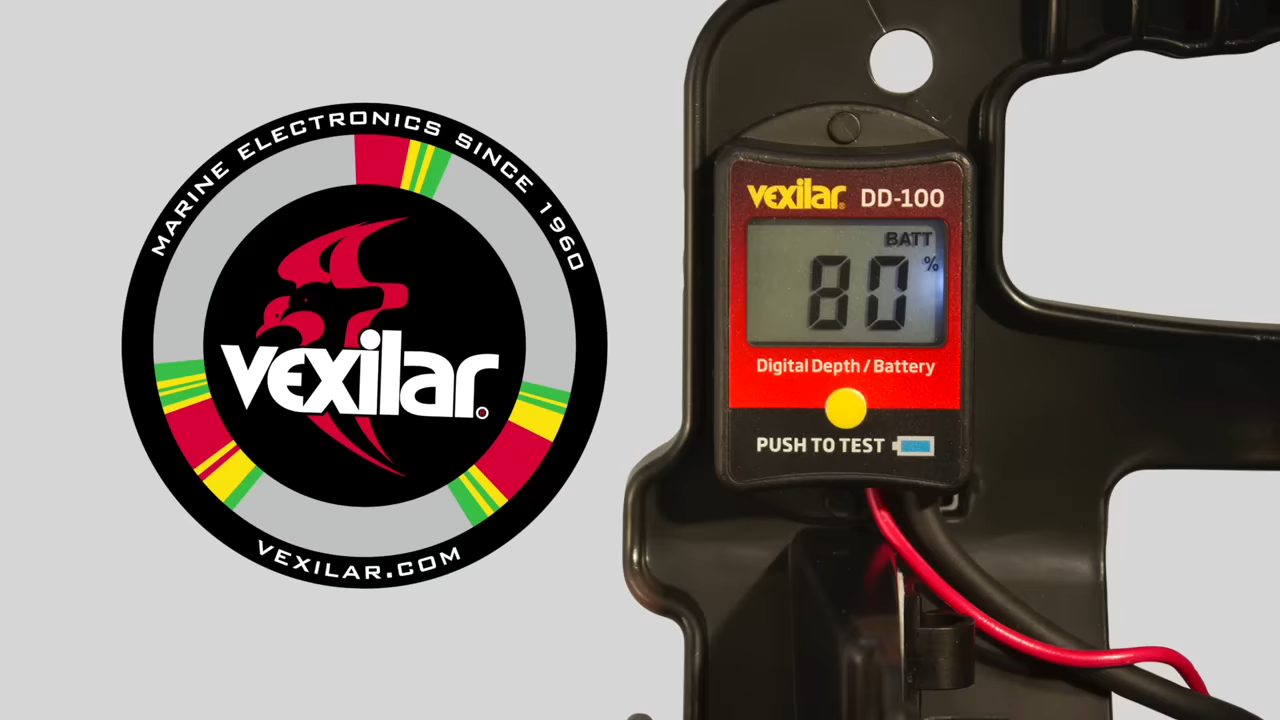 MARINE ELECTRONICS SINCE 1960
vexilar®
VEXILAR.COM
vexilar® DD-100
BATT
80%
Digital Depth / Battery
PUSH TO TEST